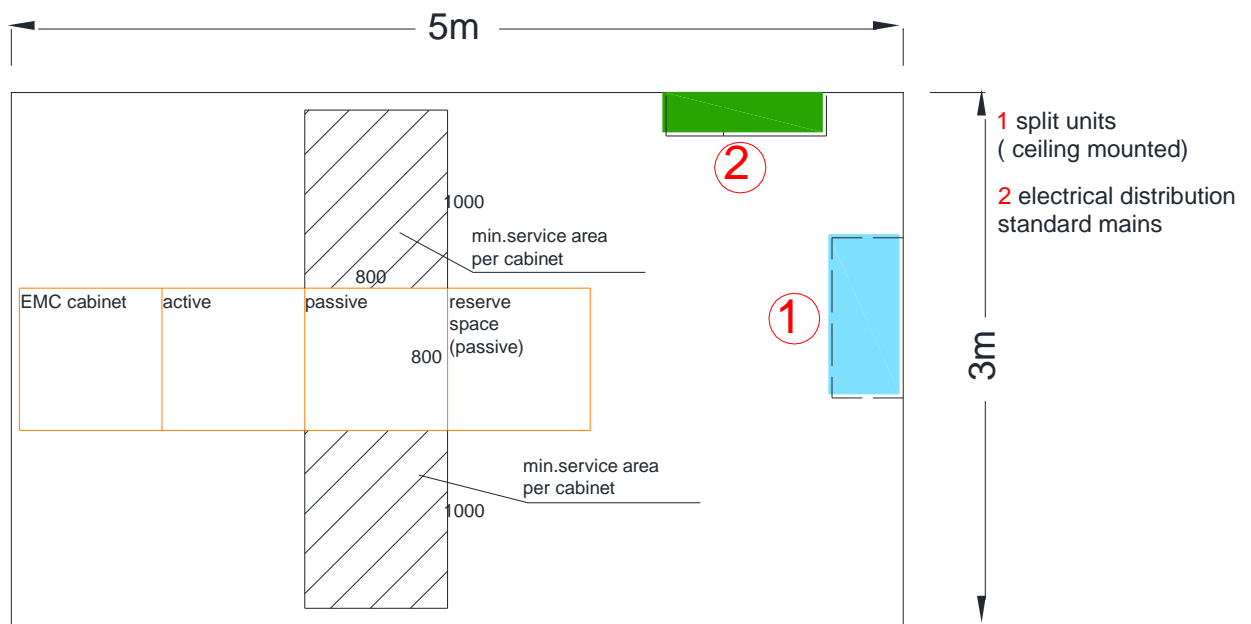 5m
1 split units
( ceiling mounted)
2
1000
2 electrical distribution
standard mains
min.service area
per cabinet
800
EMC cabinet
active
passive
reserve
space
(passive)
1
800
3m
min.service area
per cabinet
1000